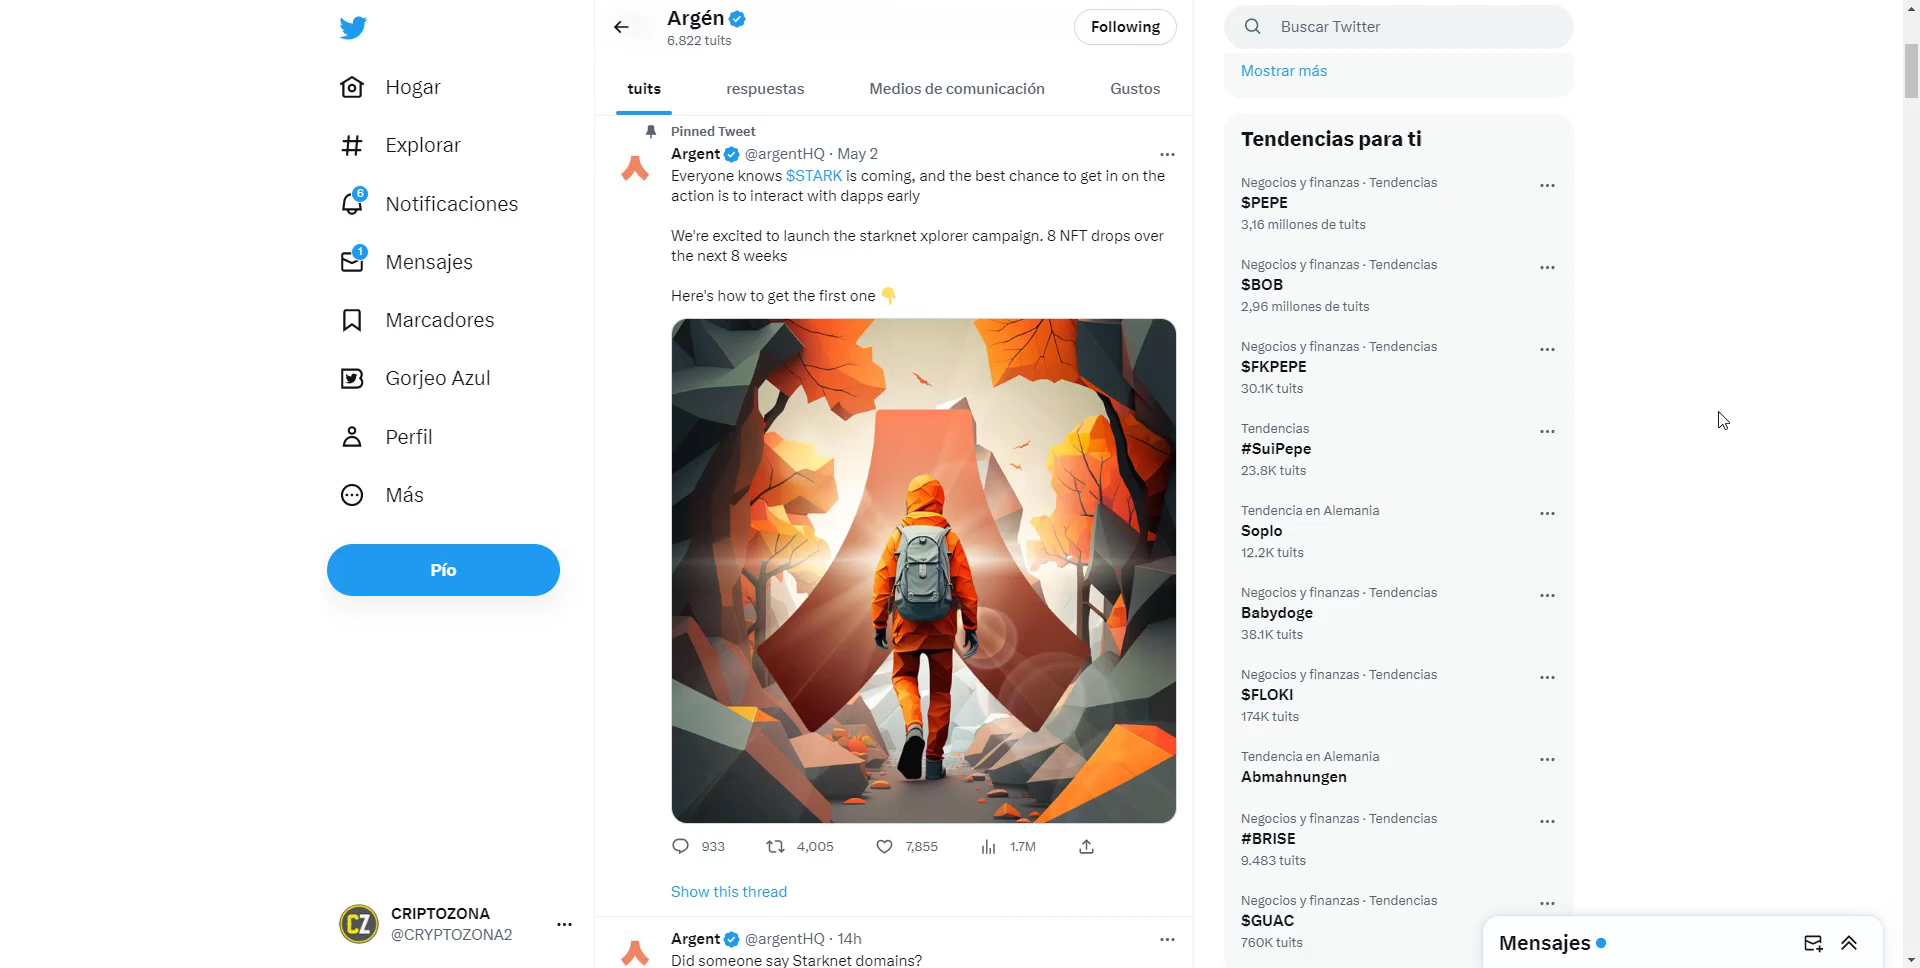 Hogar
Explorar
6
Notificaciones
1
Mensajes
Marcadores
Gorjeo Azul
Perfil
Más
Pío
CZ
CRIPTOZONA
@CRYPTOZONA2
Argén
6.822 tuits
Following
tuits
respuestas
Medios de comunicación
Gustos
Pinned Tweet
Argent @argentHQ · May 2
Everyone knows $STARK is coming, and the best chance to get in on the
action is to interact with dapps early
We're excited to launch the starknet xplorer campaign. 8 NFT drops over
the next 8 weeks
Here's how to get the first one 👇
933
4,005
7,855
1.7M
Show this thread
Argent @argentHQ · 14h
Did someone say Starknet domains?
Buscar Twitter
Mostrar más
Tendencias para ti
Negocios y finanzas · Tendencias
$PEPE
3,16 millones de tuits
Negocios y finanzas · Tendencias
$BOB
2,96 millones de tuits
Negocios y finanzas · Tendencias
$FKPEPE
30.1K tuits
Tendencias
#SuiPepe
23.8K tuits
Tendencia en Alemania
Soplo
12.2K tuits
Negocios y finanzas · Tendencias
Babydoge
38.1K tuits
Negocios y finanzas · Tendencias
$FLOKI
174K tuits
Tendencia en Alemania
Abmahnungen
Negocios y finanzas · Tendencias
#BRISE
9.483 tuits
Negocios y finanzas · Tendencias
$GUAC
760K tuits
Mensajes